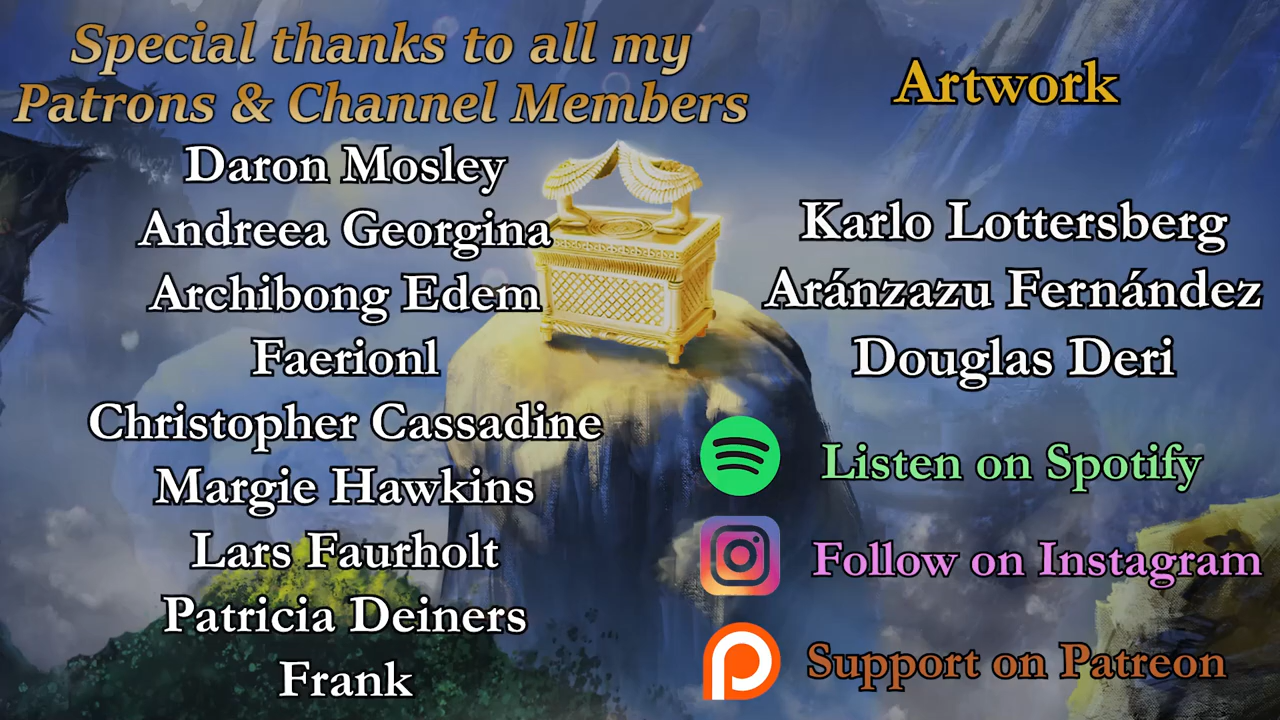 Special thanks to all my
Patrons & Channel Members
Daron Mosley
Andreea Georgina
Archibong Edem
Faerionl
Christopher Cassadine
Margie Hawkins
Lars Faurholt
Patricia Deiners
Frank
Artwork
Karlo Lottersberg
Aránzazu Fernández
Douglas Deri
Listen on Spotify
Follow on Instagram
Support on Patreon